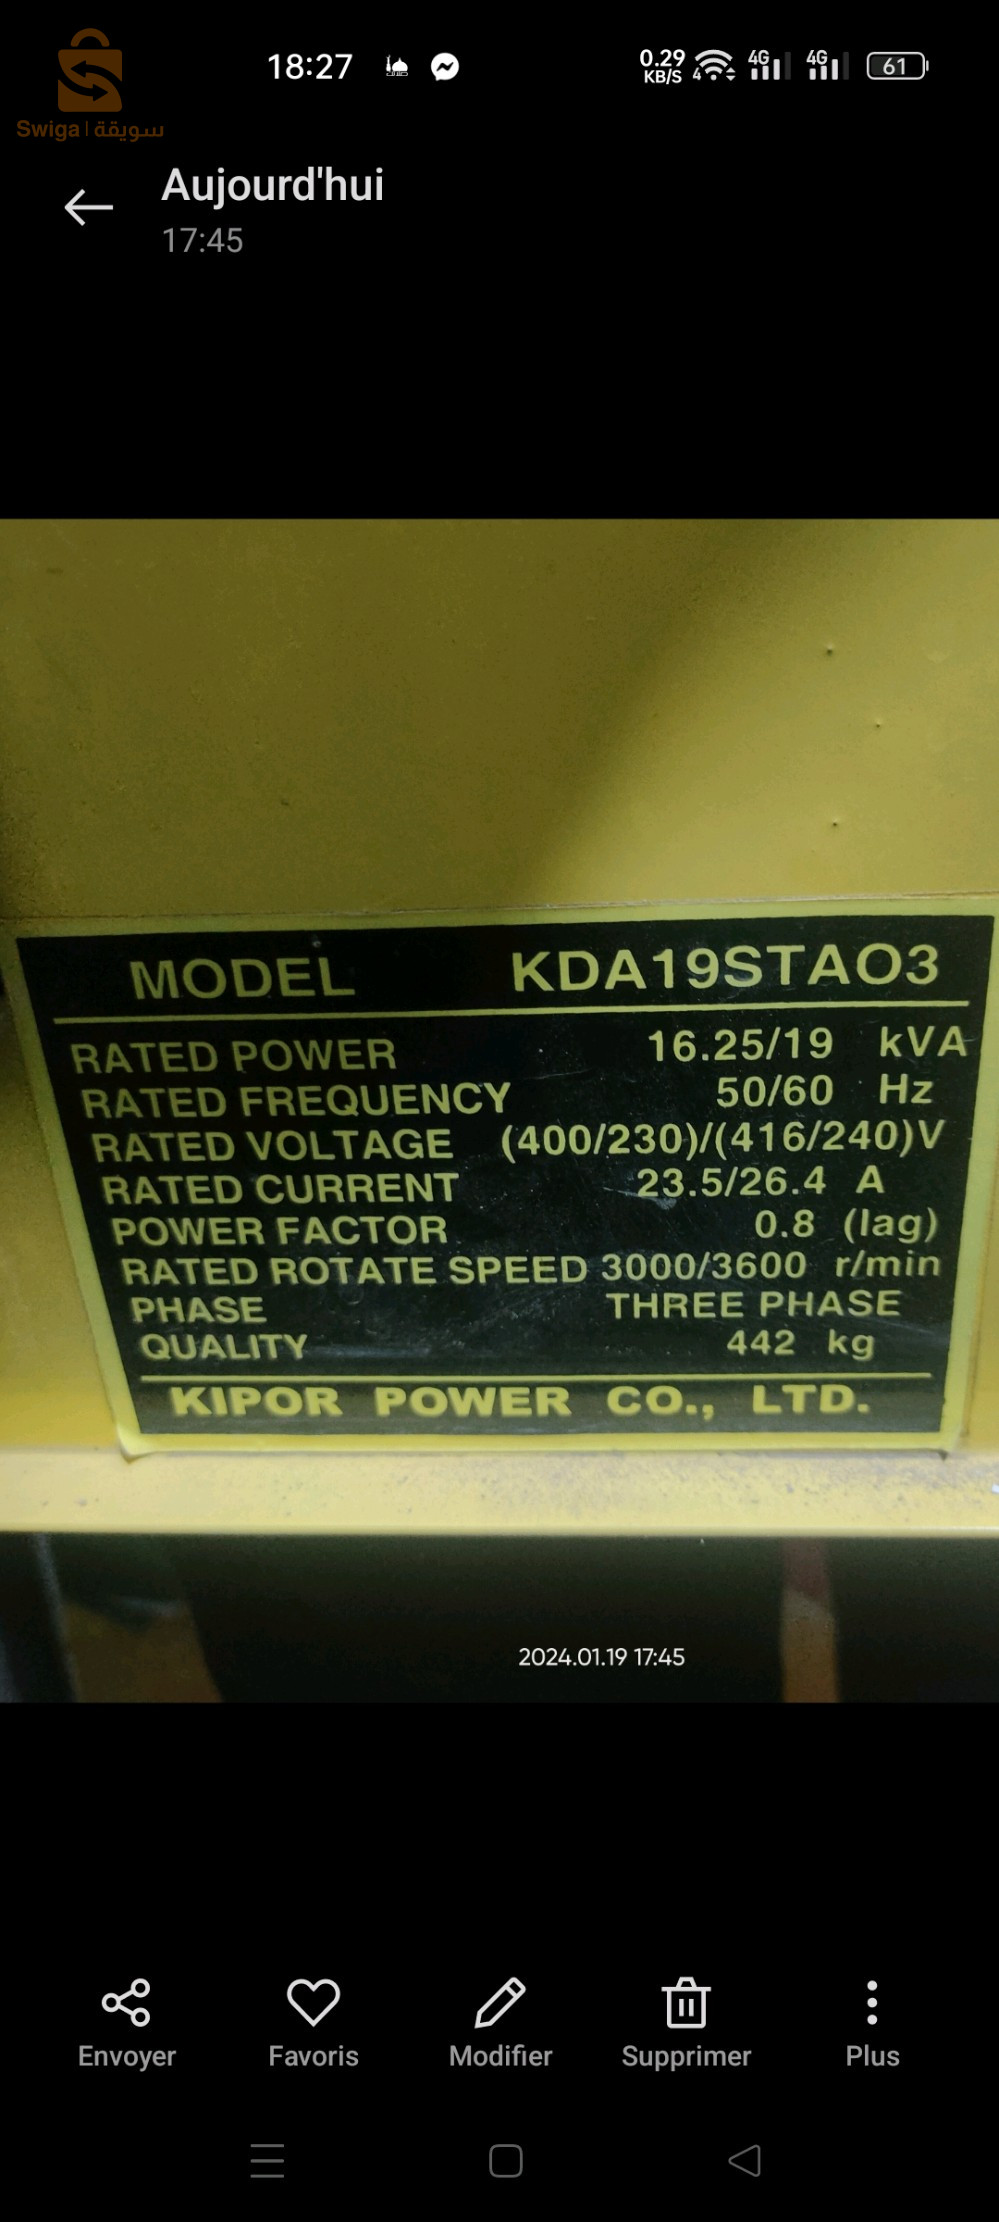 18:27
0.29
KB/S
4
4G
4G
61
Swiga | سويقة
Aujourd'hui
17:45
MODEL KDA19STAO3
RATED POWER 16.25/19 kVA
RATED FREQUENCY 50/60 Hz
RATED VOLTAGE (400/230)/(416/240)V
RATED CURRENT 23.5/26.4 A
POWER FACTOR 0.8 (lag)
RATED ROTATE SPEED 3000/3600 r/min
PHASE THREE PHASE
QUALITY 442 kg
KIPOR POWER CO., LTD.
2024.01.19 17:45
Envoyer
Favoris
Modifier
Supprimer
Plus